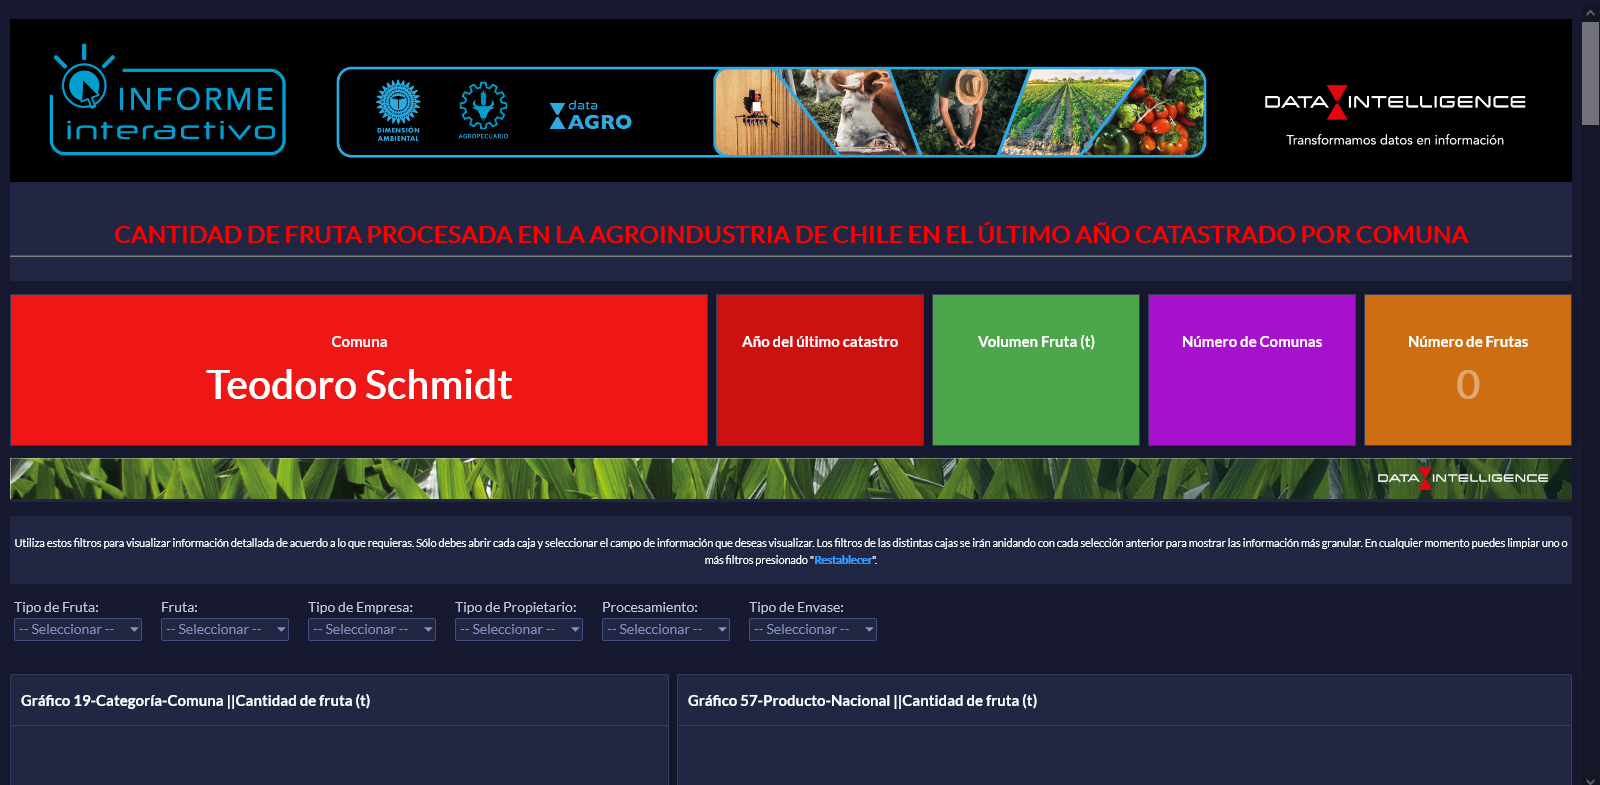 INFORME
interactivo
DIMENSIÓN
AMBIENTAL
AGROPECUARIO
data
AGRO
DATA INTELLIGENCE
Transformamos datos en información
CANTIDAD DE FRUTA PROCESADA EN LA AGROINDUSTRIA DE CHILE EN EL ÚLTIMO AÑO CATASTRADO POR COMUNA
Comuna
Teodoro Schmidt
Año del último catastro
Volumen Fruta (t)
Número de Comunas
Número de Frutas
0
DATA INTELLIGENCE
Utiliza estos filtros para visualizar información detallada de acuerdo a lo que requieras. Sólo debes abrir cada caja y seleccionar el campo de información que deseas visualizar. Los filtros de las distintas cajas se irán anidando con cada selección anterior para mostrar las información más granular. En cualquier momento puedes limpiar uno o
más filtros presionado "Restablecer".
Tipo de Fruta: Fruta: Tipo de Empresa: Tipo de Propietario: Procesamiento: Tipo de Envase:
-- Seleccionar -- -- Seleccionar -- -- Seleccionar -- -- Seleccionar -- -- Seleccionar -- -- Seleccionar --
Gráfico 19-Categoría-Comuna ||Cantidad de fruta (t)
Gráfico 57-Producto-Nacional ||Cantidad de fruta (t)